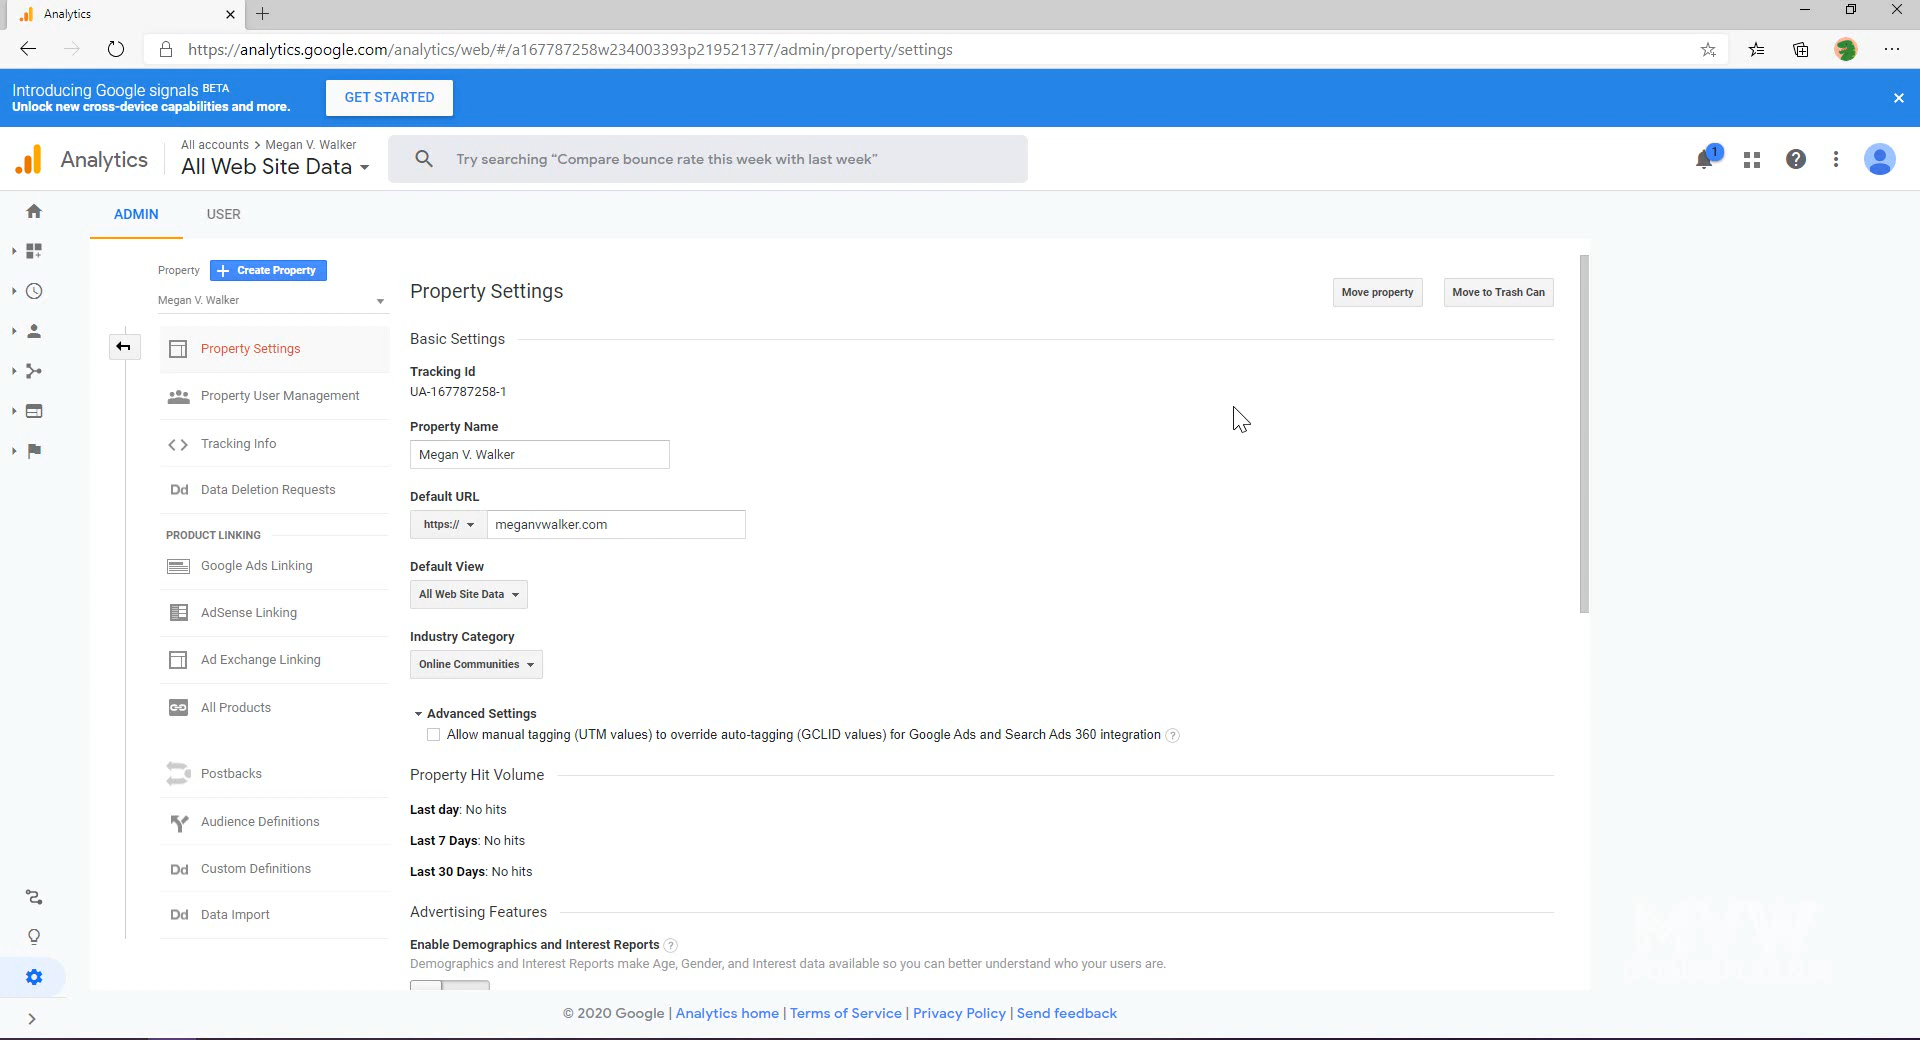 Analytics
https://analytics.google.com/analytics/web/#/a167787258w234003393p219521377/admin/property/settings
Introducing Google signals BETA
Unlock new cross-device capabilities and more.
GET STARTED
Analytics
All accounts > Megan V. Walker
All Web Site Data
Try searching “Compare bounce rate this week with last week”
1
ADMIN
USER
Property
Create Property
Megan V. Walker
Property Settings
Property User Management
Tracking Info
Dd Data Deletion Requests
PRODUCT LINKING
Google Ads Linking
AdSense Linking
Ad Exchange Linking
All Products
Postbacks
Audience Definitions
Dd Custom Definitions
Dd Data Import
Property Settings
Move property
Move to Trash Can
Basic Settings
Tracking Id
UA-167787258-1
Property Name
Megan V. Walker
Default URL
https:// meganvwalker.com
Default View
All Web Site Data
Industry Category
Online Communities
Advanced Settings
Allow manual tagging (UTM values) to override auto-tagging (GCLID values) for Google Ads and Search Ads 360 integration ?
Property Hit Volume
Last day: No hits
Last 7 Days: No hits
Last 30 Days: No hits
Advertising Features
Enable Demographics and Interest Reports ?
Demographics and Interest Reports make Age, Gender, and Interest data available so you can better understand who your users are.
© 2020 Google | Analytics home | Terms of Service | Privacy Policy | Send feedback